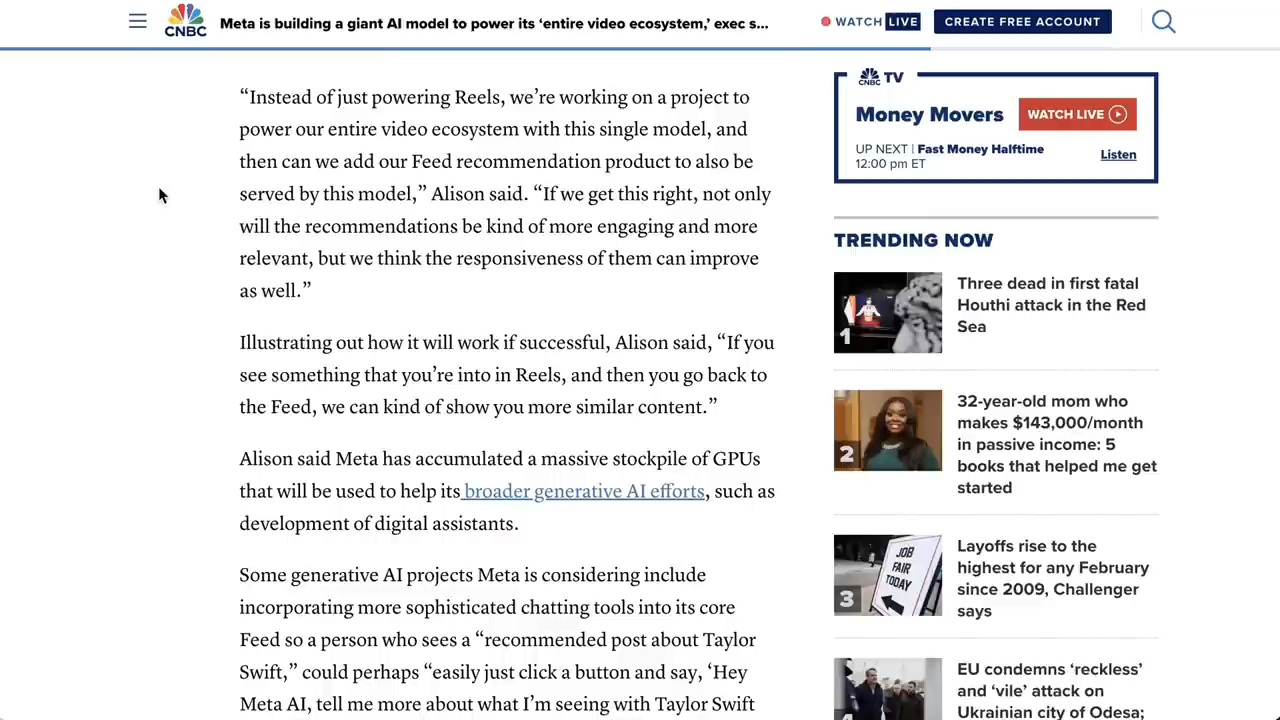 CNBC
Meta is building a giant AI model to power its ‘entire video ecosystem,’ exec s...
WATCH LIVE
CREATE FREE ACCOUNT
“Instead of just powering Reels, we’re working on a project to
power our entire video ecosystem with this single model, and
then can we add our Feed recommendation product to also be
served by this model,” Alison said. “If we get this right, not only
will the recommendations be kind of more engaging and more
relevant, but we think the responsiveness of them can improve
as well.”
Illustrating out how it will work if successful, Alison said, “If you
see something that you’re into in Reels, and then you go back to
the Feed, we can kind of show you more similar content.”
Alison said Meta has accumulated a massive stockpile of GPUs
that will be used to help its broader generative AI efforts, such as
development of digital assistants.
Some generative AI projects Meta is considering include
incorporating more sophisticated chatting tools into its core
Feed so a person who sees a “recommended post about Taylor
Swift,” could perhaps “easily just click a button and say, ‘Hey
Meta AI, tell me more about what I’m seeing with Taylor Swift
CNBC TV
Money Movers
WATCH LIVE
UP NEXT | Fast Money Halftime
12:00 pm ET
Listen
TRENDING NOW
1
Three dead in first fatal
Houthi attack in the Red
Sea
2
32-year-old mom who
makes $143,000/month
in passive income: 5
books that helped me get
started
JOB
FAIR
TODAY
3
Layoffs rise to the
highest for any February
since 2009, Challenger
says
EU condemns ‘reckless’
and ‘vile’ attack on
Ukrainian city of Odesa;